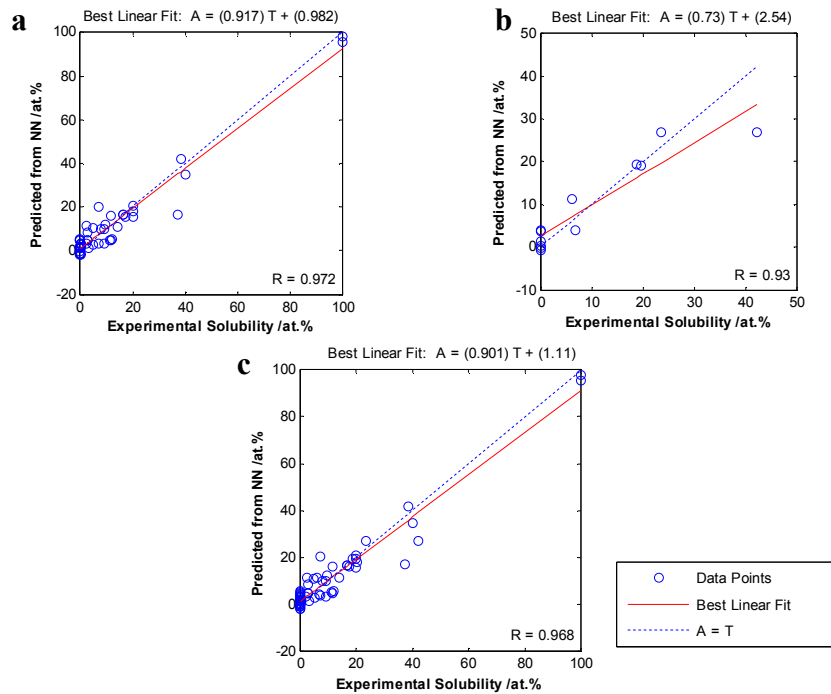 a
Best Linear Fit: A = (0.917) T + (0.982)
100
80
60
40
20
0
-20
0 20 40 60 80 100
Predicted from NN /at.%
Experimental Solubility /at.%
R = 0.972
b
Best Linear Fit: A = (0.73) T + (2.54)
50
40
30
20
10
0
-10
0 10 20 30 40 50
Predicted from NN /at.%
Experimental Solubility /at.%
R = 0.93
c
Best Linear Fit: A = (0.901) T + (1.11)
100
80
60
40
20
0
-20
0 20 40 60 80 100
Predicted from NN /at.%
Experimental Solubility /at.%
R = 0.968
Data Points
Best Linear Fit
A = T